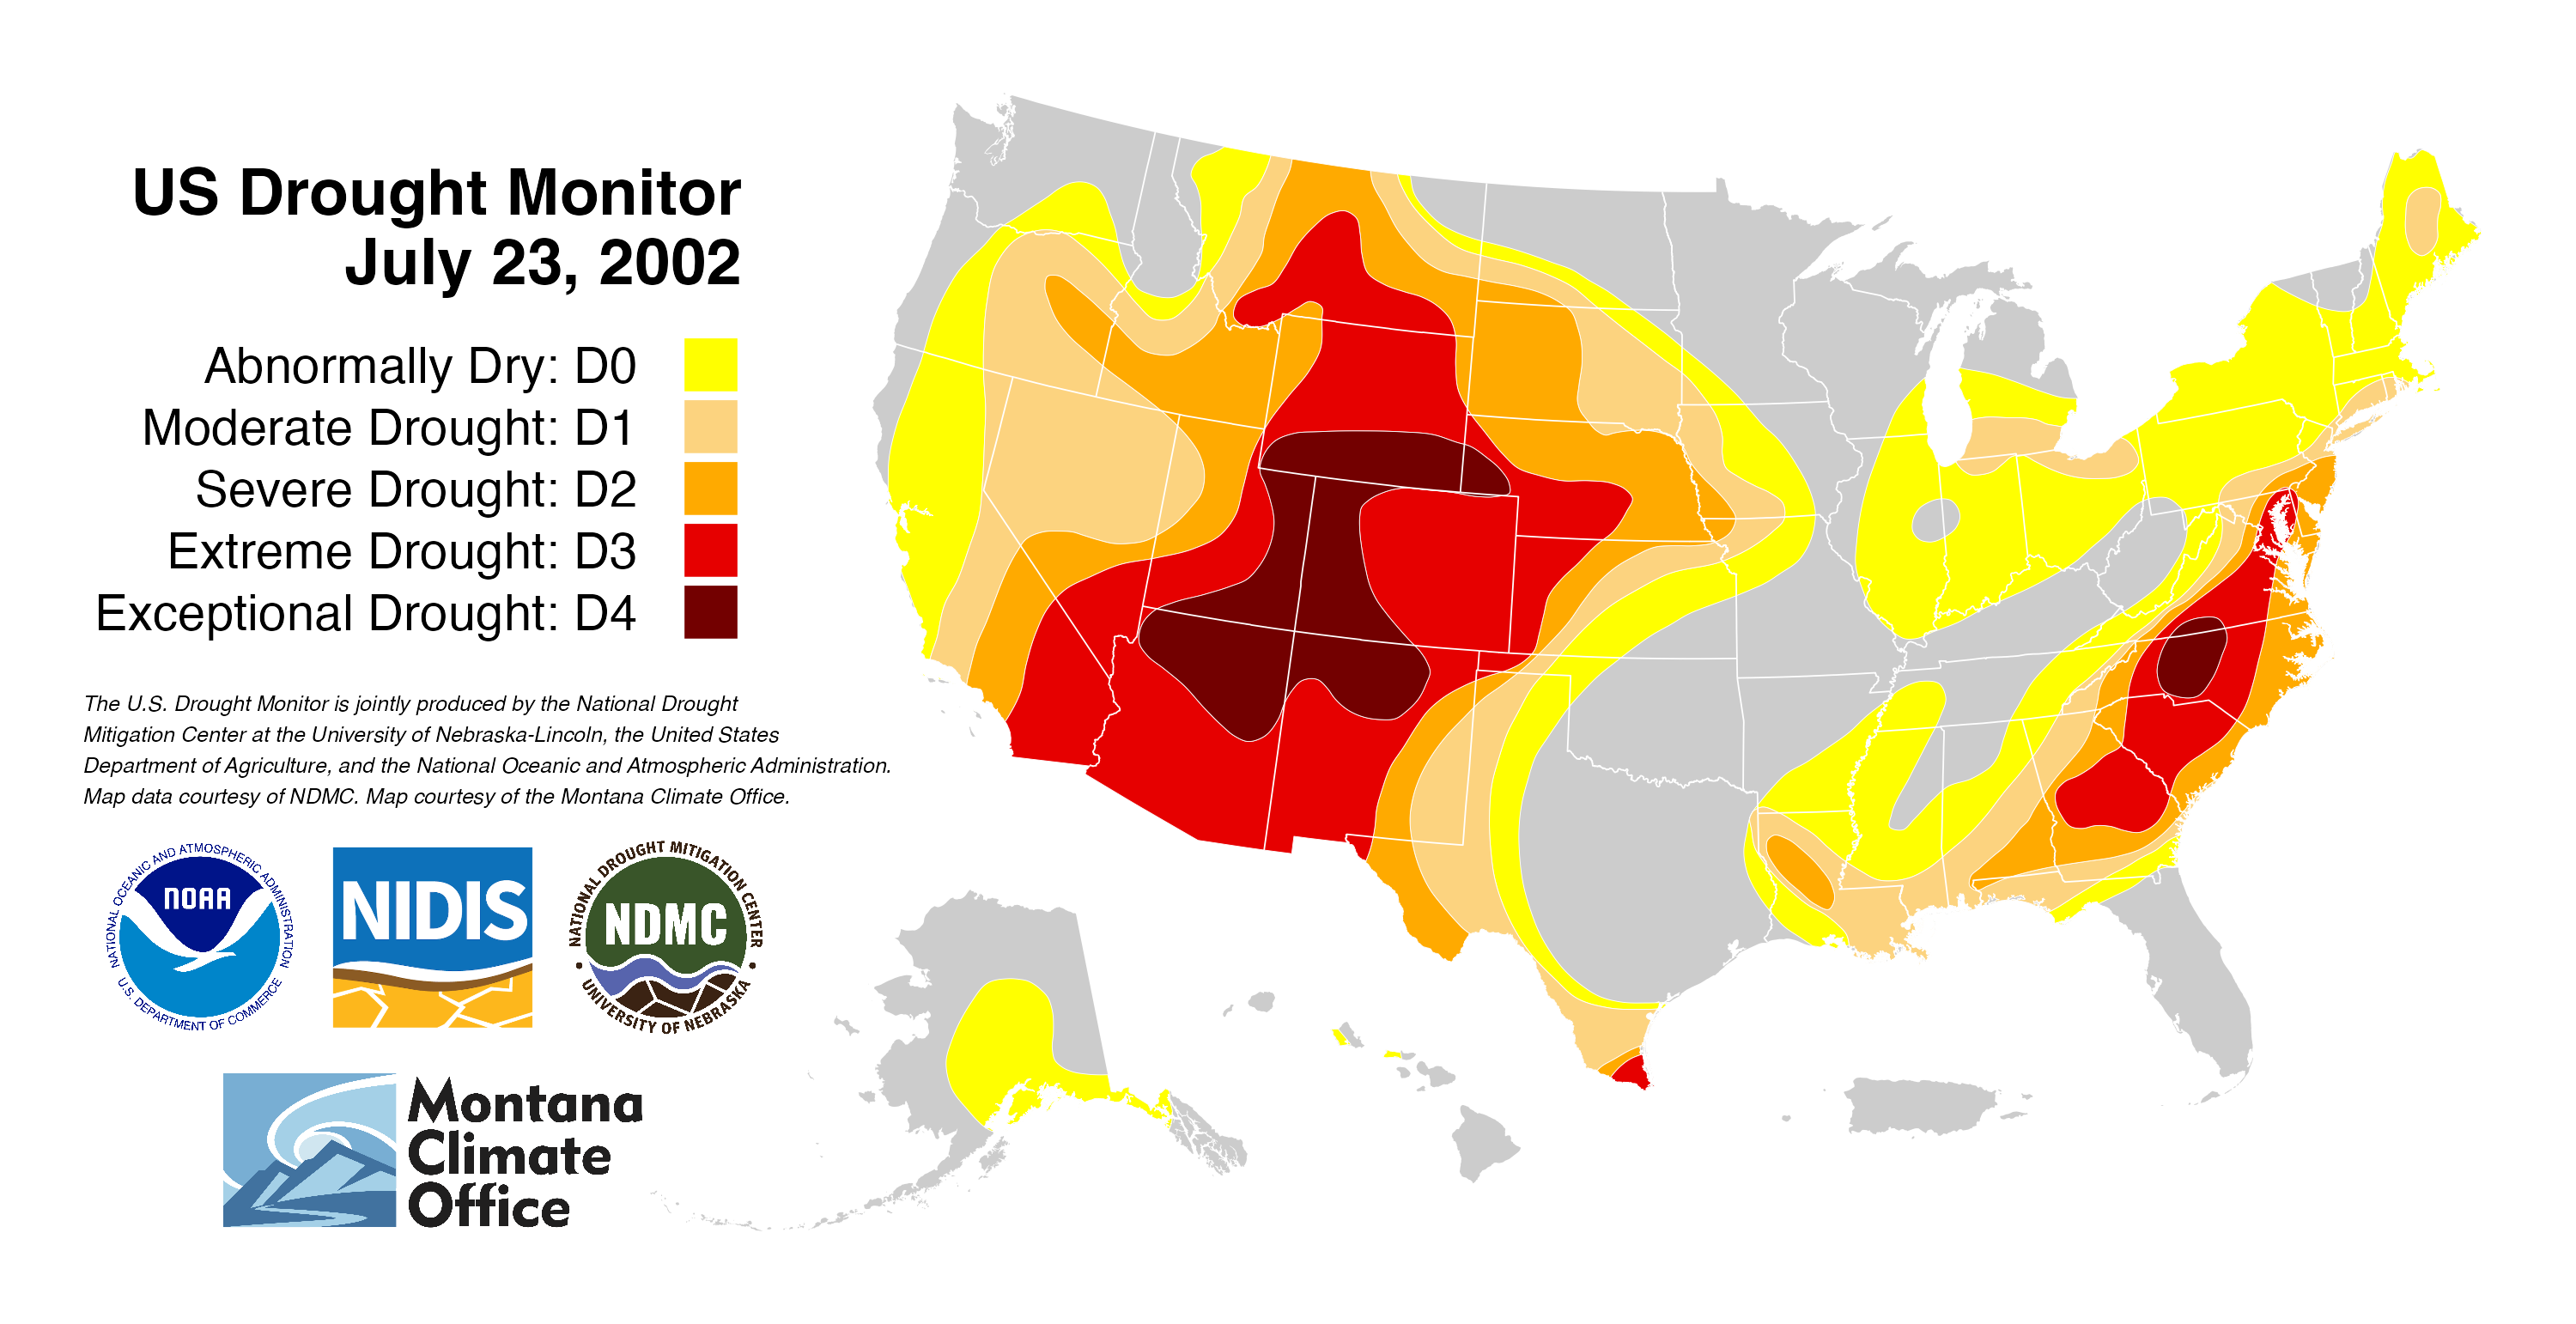 US Drought Monitor
July 23, 2002
Abnormally Dry: D0
Moderate Drought: D1
Severe Drought: D2
Extreme Drought: D3
Exceptional Drought: D4
The U.S. Drought Monitor is jointly produced by the National Drought
Mitigation Center at the University of Nebraska-Lincoln, the United States
Department of Agriculture, and the National Oceanic and Atmospheric Administration.
Map data courtesy of NDMC. Map courtesy of the Montana Climate Office.
NATIONAL OCEANIC AND ATMOSPHERIC ADMINISTRATION
NOAA
U.S. DEPARTMENT OF COMMERCE
NIDIS
NATIONAL DROUGHT MITIGATION CENTER
NDMC
UNIVERSITY OF NEBRASKA
Montana
Climate
Office